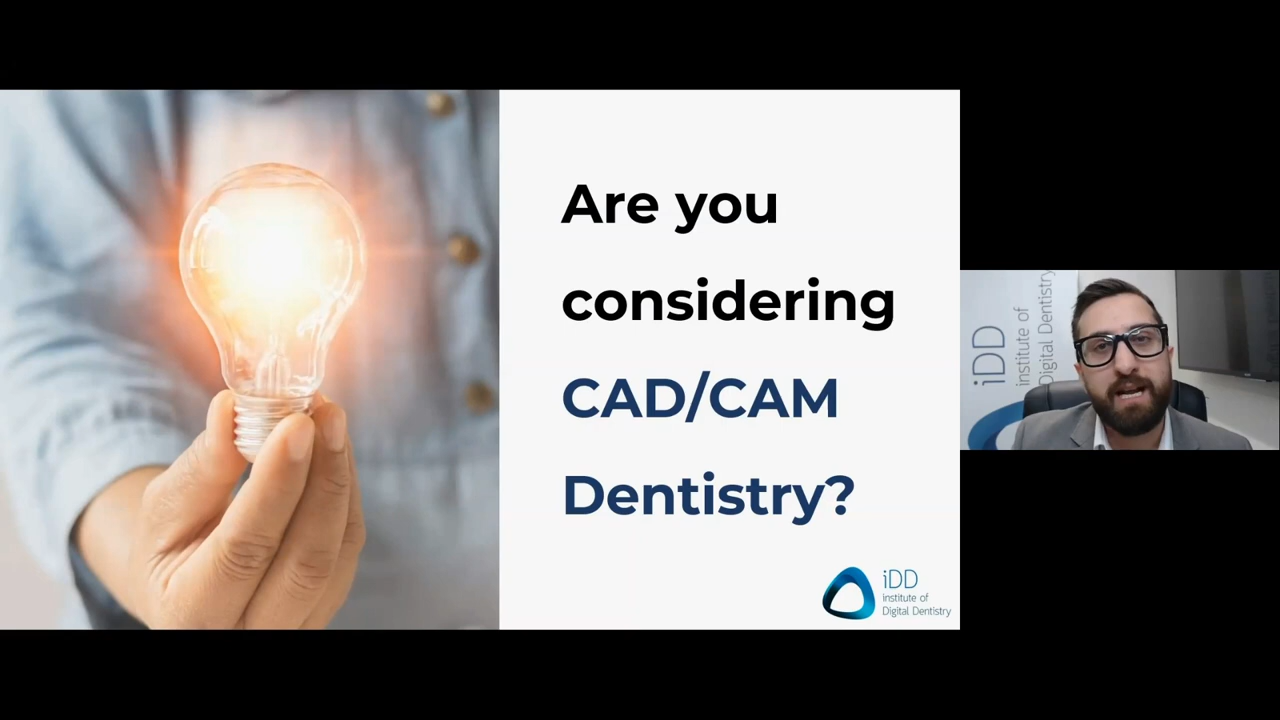 Are you
considering
CAD/CAM
Dentistry?
iDD
institute of
Digital Dentistry
iDD
institute of
Digital Dentistry